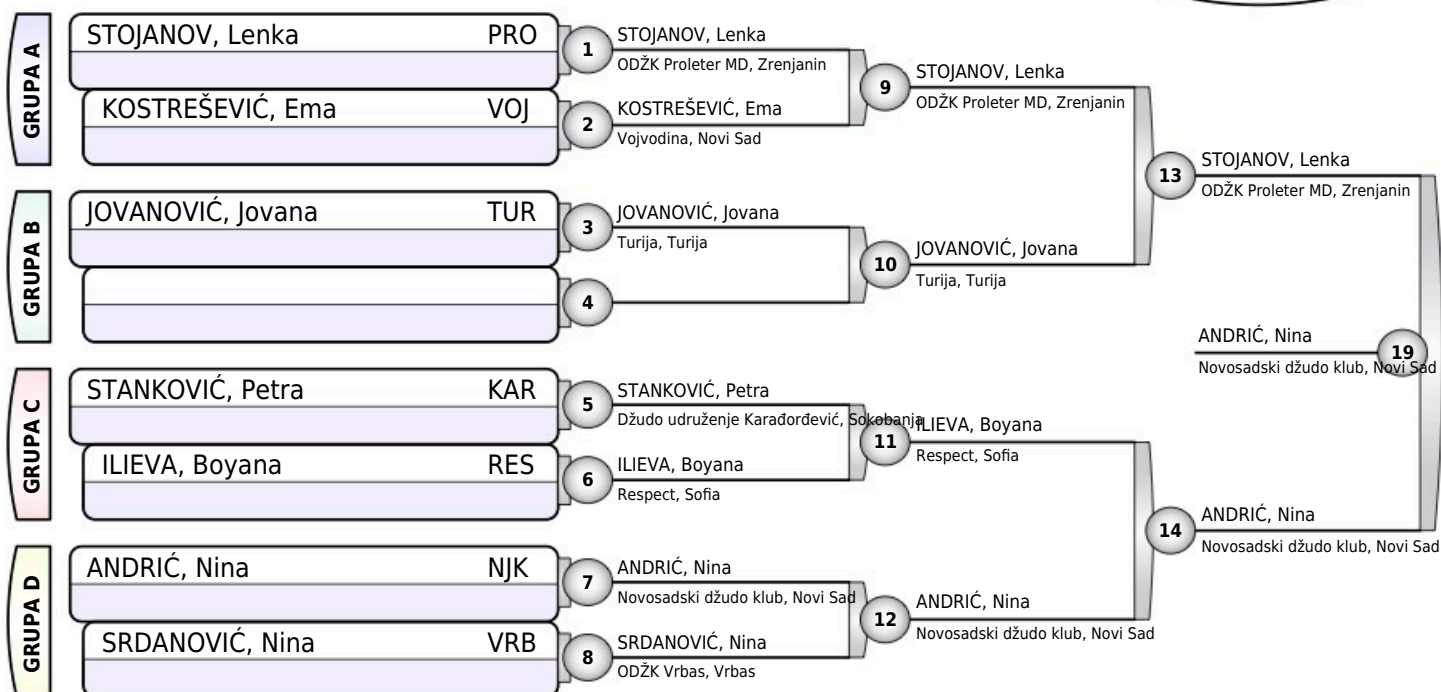 GRUPA A
STOJANOV, Lenka PRO
KOSTREŠEVIĆ, Ema VOJ
1
STOJANOV, Lenka
ODŽK Proleter MD, Zrenjanin
2
KOSTREŠEVIĆ, Ema
Vojvodina, Novi Sad
9
STOJANOV, Lenka
ODŽK Proleter MD, Zrenjanin
GRUPA B
JOVANOVIĆ, Jovana TUR
3
JOVANOVIĆ, Jovana
Turija, Turija
4
10
JOVANOVIĆ, Jovana
Turija, Turija
13
STOJANOV, Lenka
ODŽK Proleter MD, Zrenjanin
GRUPA C
STANKOVIĆ, Petra KAR
ILIEVA, Boyana RES
5
STANKOVIĆ, Petra
Džudo udruženje Karađorđević, Sokobanja
6
ILIEVA, Boyana
Respect, Sofia
11
ILIEVA, Boyana
Respect, Sofia
GRUPA D
ANDRIĆ, Nina NJK
SRDANOVIĆ, Nina VRB
7
ANDRIĆ, Nina
Novosadski džudo klub, Novi Sad
8
SRDANOVIĆ, Nina
ODŽK Vrbas, Vrbas
12
ANDRIĆ, Nina
Novosadski džudo klub, Novi Sad
14
ANDRIĆ, Nina
Novosadski džudo klub, Novi Sad
19
ANDRIĆ, Nina
Novosadski džudo klub, Novi Sad